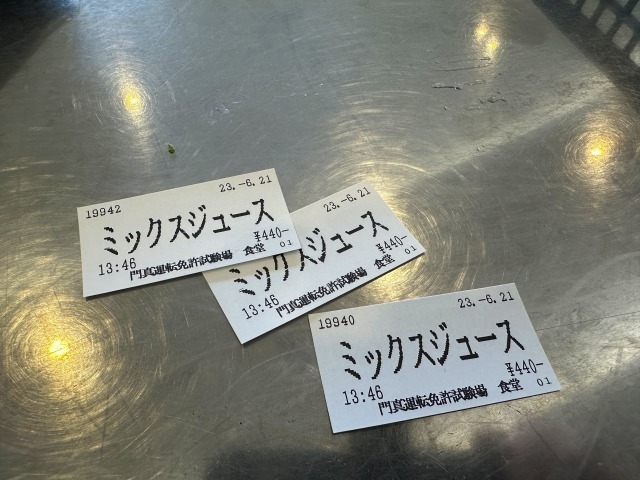 19942
23.-6.21
ミックスジュース
¥440-
13:46
門真運転免許試験場 食堂 01
23.-6.21
ミックスジュース
¥440-
13:46
門真運転免許試験場 食堂 01
19940
23.-6.21
ミックスジュース
¥440-
13:46
門真運転免許試験場 食堂 01